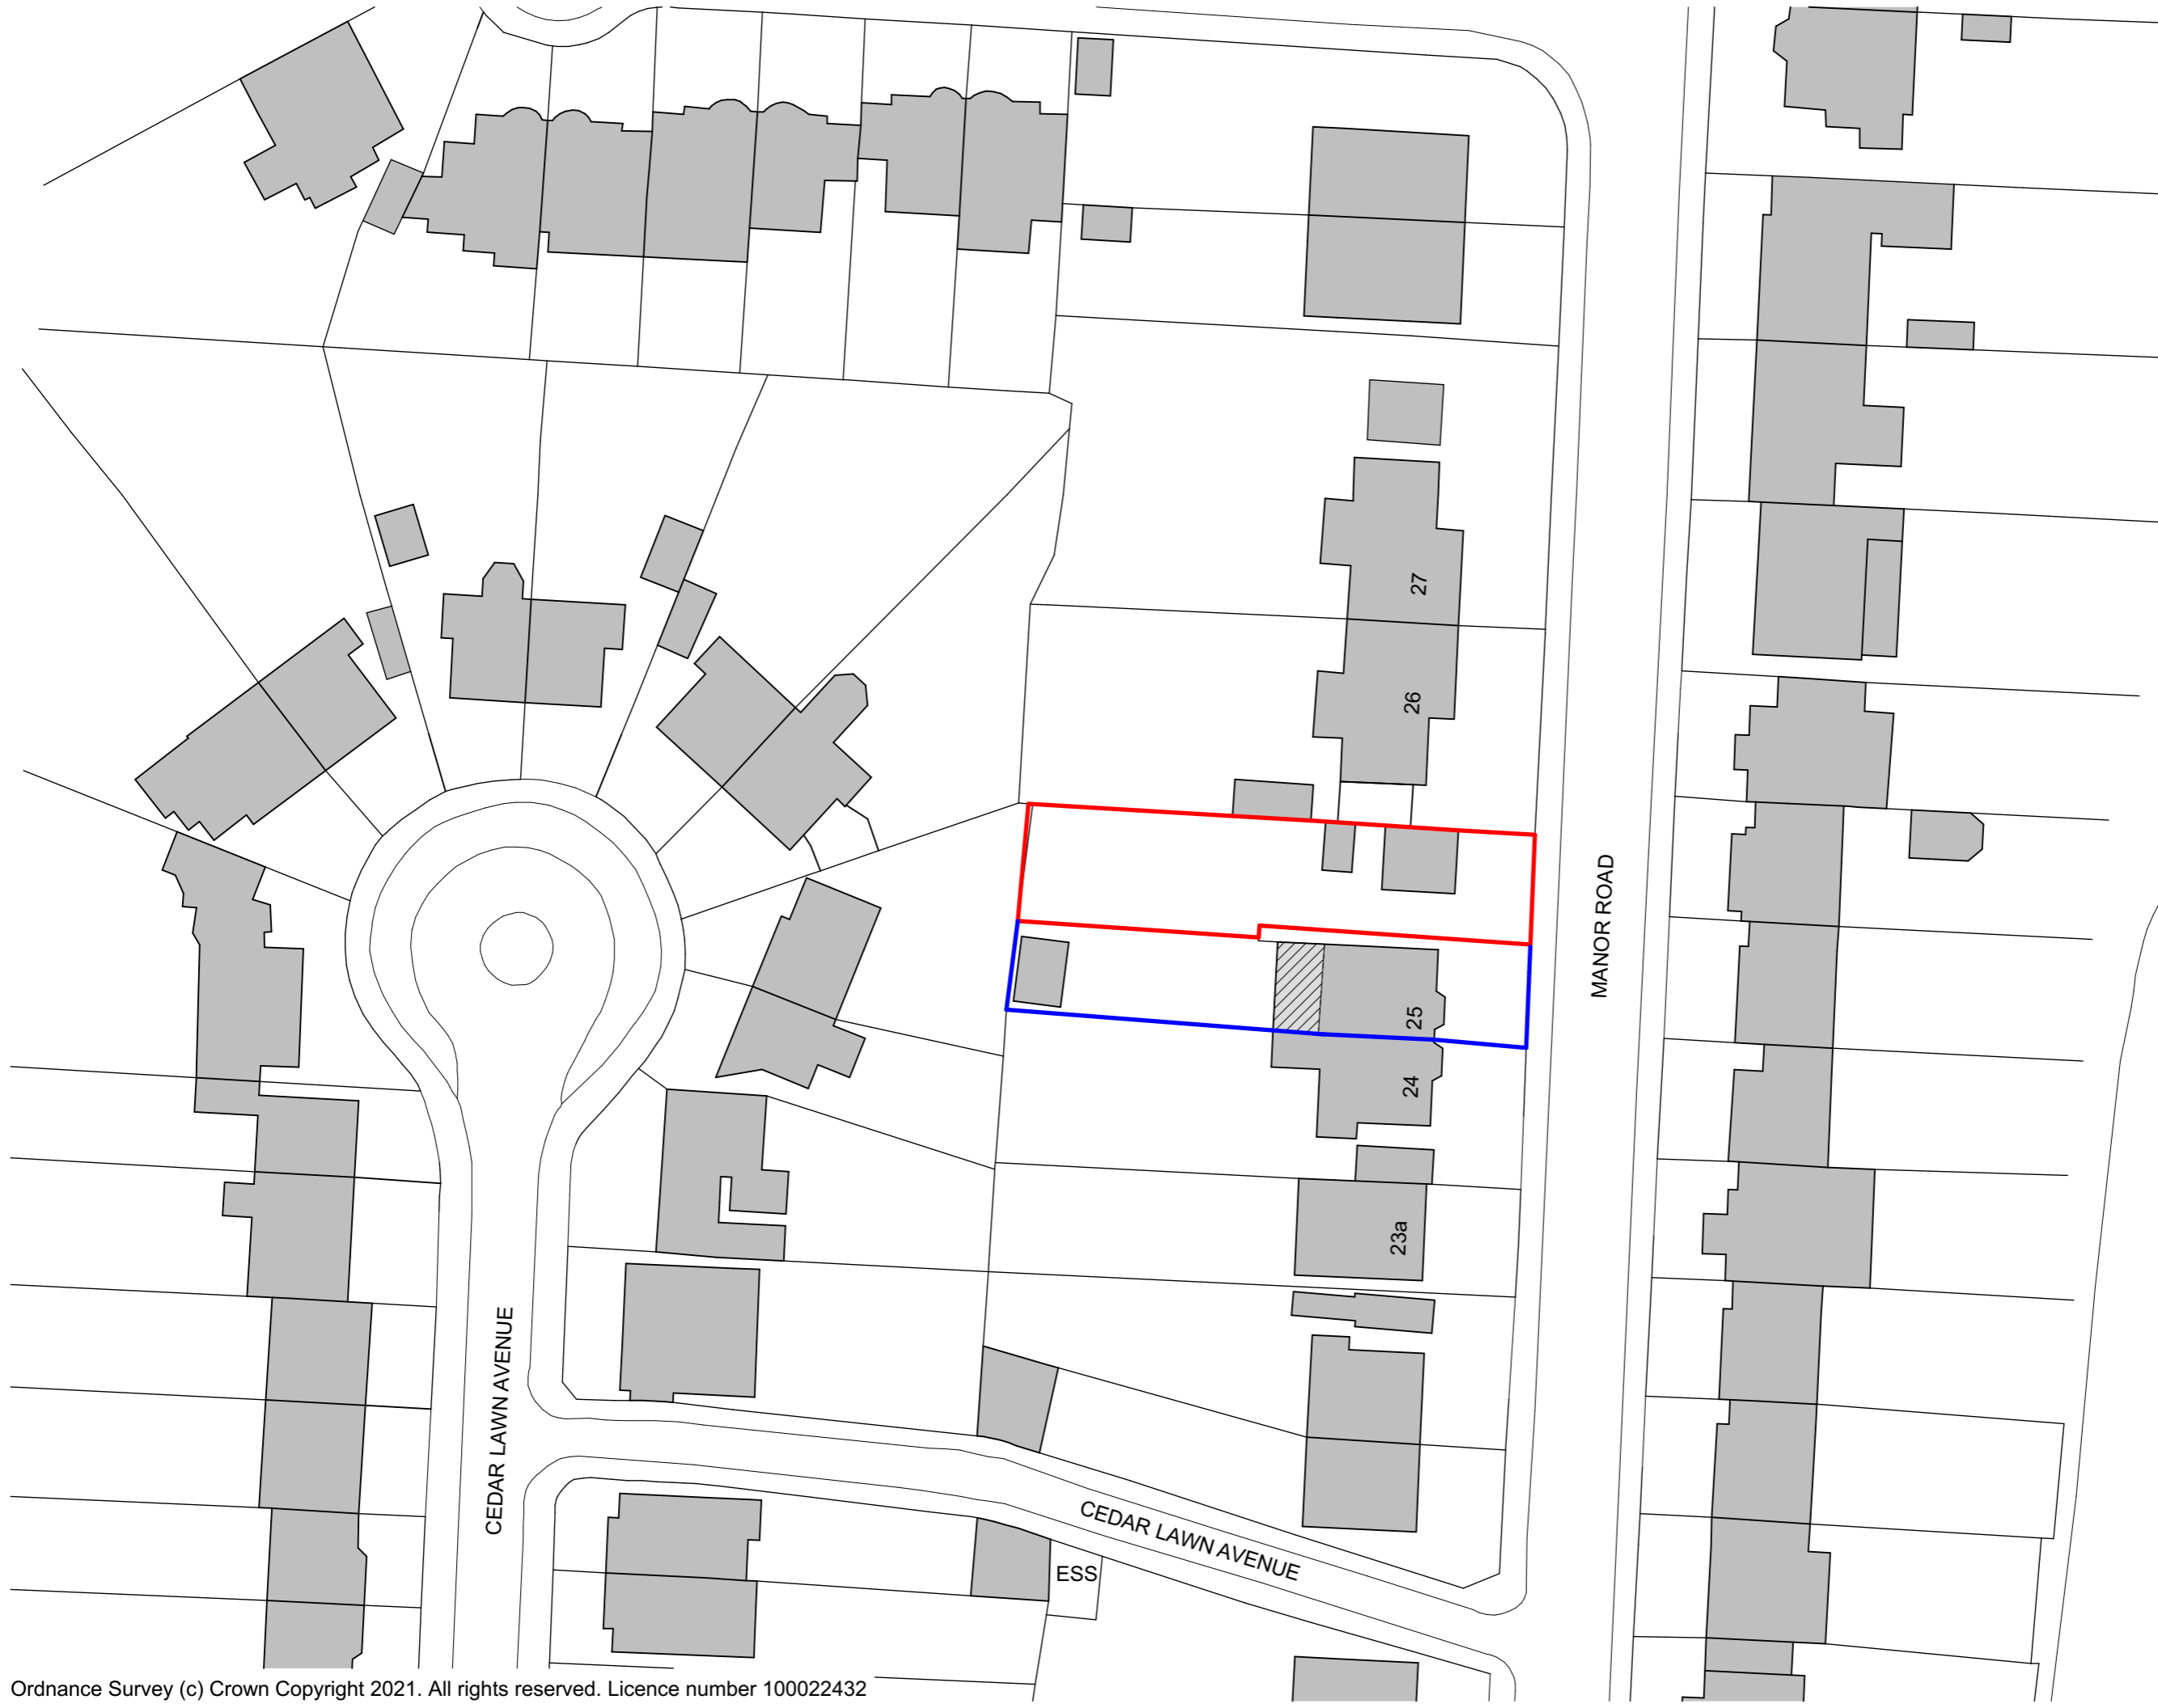 27
26
MANOR ROAD
25
24
23a
CEDAR LAWN AVENUE
CEDAR LAWN AVENUE
ESS
Ordnance Survey (c) Crown Copyright 2021. All rights reserved. Licence number 100022432